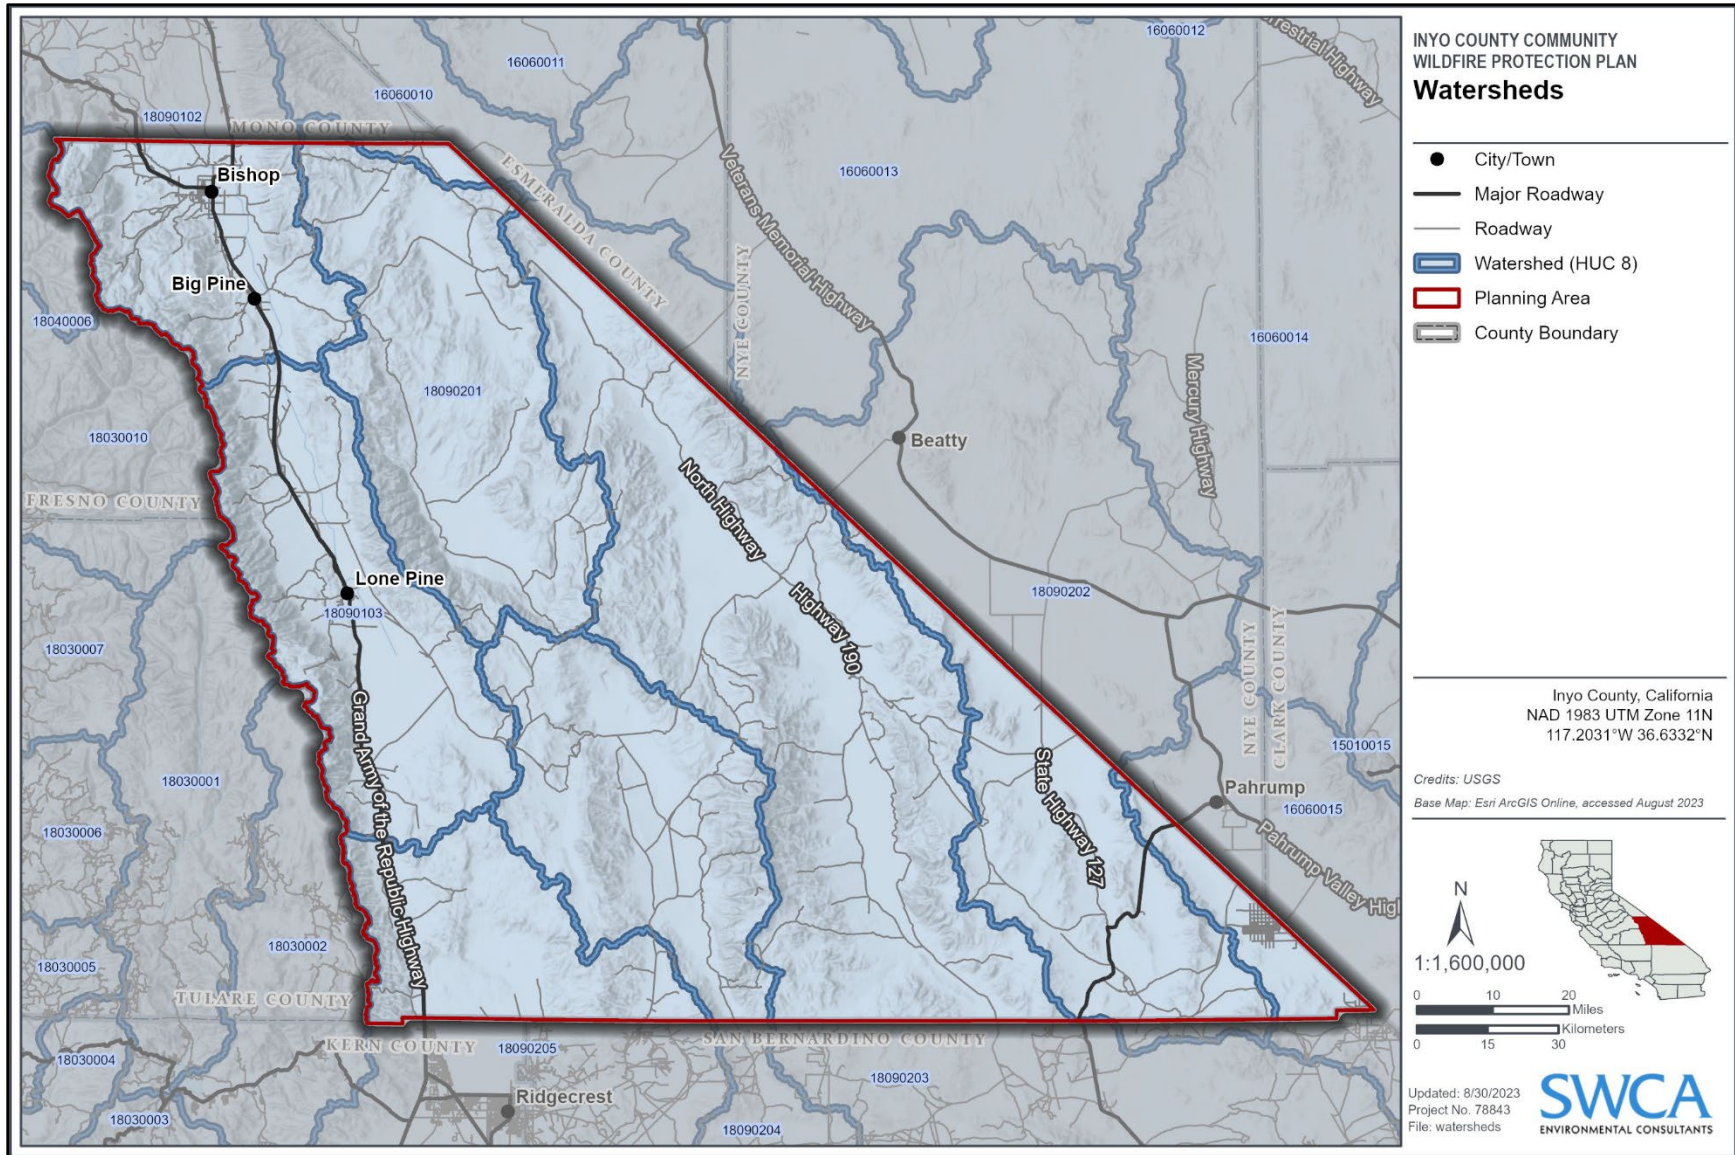 INYO COUNTY COMMUNITY
WILDFIRE PROTECTION PLAN
Watersheds
City/Town
Major Roadway
Roadway
Watershed (HUC 8)
Planning Area
County Boundary
Inyo County, California
NAD 1983 UTM Zone 11N
117.2031°W 36.6332°N
Credits: USGS
Base Map: Esri ArcGIS Online, accessed August 2023
N
1:1,600,000
0 10 20
Miles
Kilometers
0 15 30
Updated: 8/30/2023
Project No. 78843
File: watersheds
SWCA
ENVIRONMENTAL CONSULTANTS
16060012
16060011
16060010
18090102
MONO COUNTY
ESMERALDA COUNTY
16060013
Veterans Memorial Highway
Bishop
Big Pine
18040006
NYE COUNTY
16060014
Mercury Highway
18090201
18030010
Beatty
FRESNO COUNTY
North Highway
Lone Pine
18090103
Highway 190
18090202
18030007
NYE COUNTY
CLARK COUNTY
Grand Army of the Republic Highway
15010015
18030001
State Highway 127
Pahrump
16060015
18030006
Pahrump Valley Hig
18030002
18030005
TULARE COUNTY
KERN COUNTY
18090205
SAN BERNARDINO COUNTY
18030004
18090203
Ridgecrest
18030003
18090204